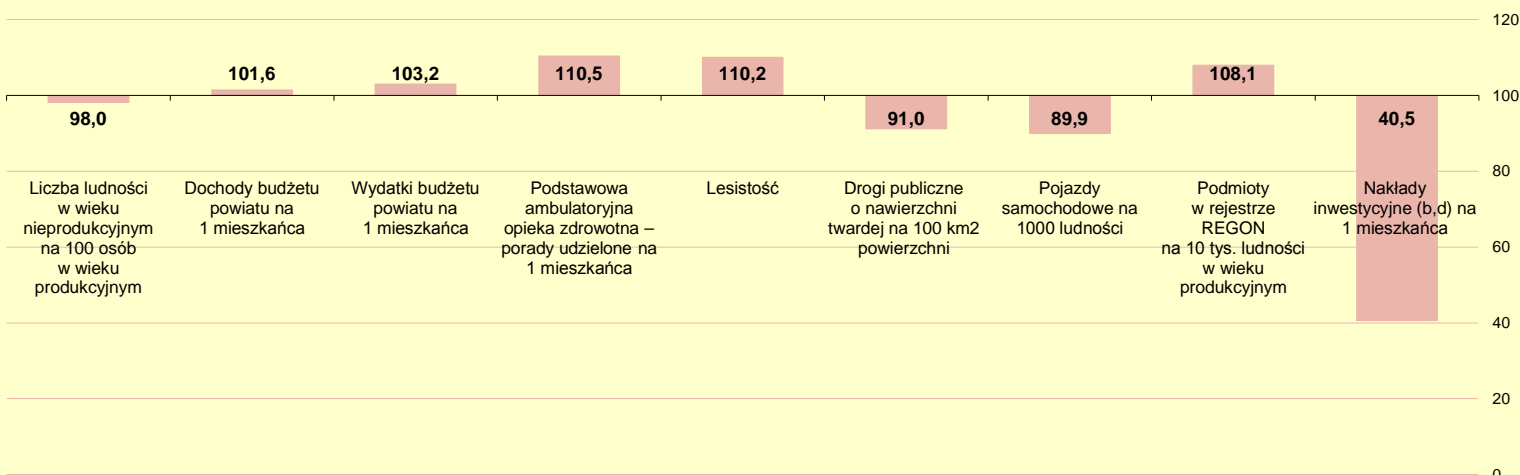 120
101,6
103,2
110,5
110,2
108,1
100
98,0
91,0
89,9
40,5
80
Liczba ludności
w wieku
nieprodukcyjnym
na 100 osób
w wieku
produkcyjnym
Dochody budżetu
powiatu na
1 mieszkańca
Wydatki budżetu
powiatu na
1 mieszkańca
Podstawowa
ambulatoryjna
opieka zdrowotna –
porady udzielone na
1 mieszkańca
Lesistość
Drogi publiczne
o nawierzchni
twardej na 100 km2
powierzchni
Pojazdy
samochodowe na
1000 ludności
Podmioty
w rejestrze
REGON
na 10 tys. ludności
w wieku
produkcyjnym
Nakłady
inwestycyjne (b,d) na
1 mieszkańca
60
40
20
0